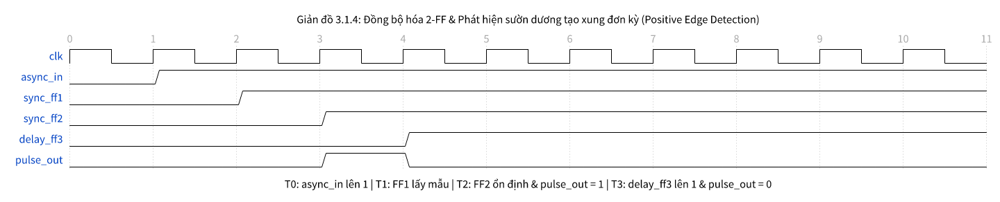 Giản đồ 3.1.4: Đồng bộ hóa 2-FF & Phát hiện sườn dương tạo xung đơn kỳ (Positive Edge Detection)
0 1 2 3 4 5 6 7 8 9 10 11
clk
async_in
sync_ff1
sync_ff2
delay_ff3
pulse_out
T0: async_in lên 1 | T1: FF1 lấy mẫu | T2: FF2 ổn định & pulse_out = 1 | T3: delay_ff3 lên 1 & pulse_out = 0